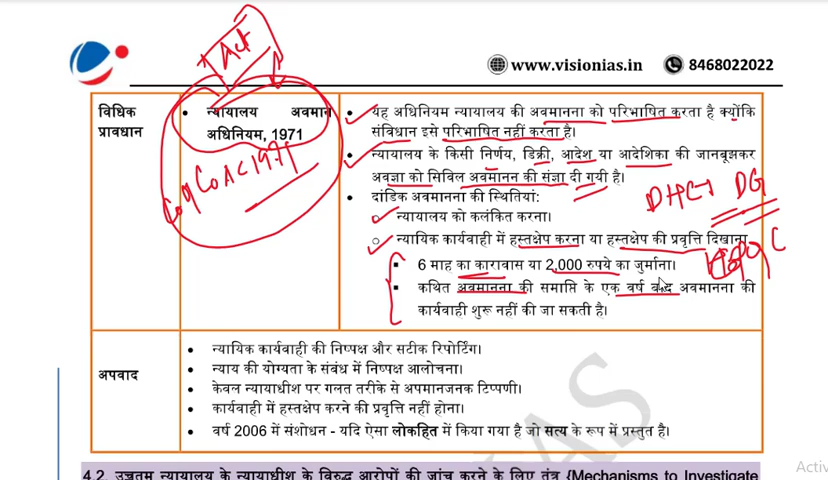 Act
www.visionias.in 8468022022
विधिक प्रावधान
• न्यायालय अवमान अधिनियम, 1971
CoAC 1971
• यह अधिनियम न्यायालय की अवमानना को परिभाषित करता है क्योंकि
संविधान इसे परिभाषित नहीं करता है।
• न्यायालय के किसी निर्णय, डिक्री, आदेश या आदेशिका की जानबूझकर
अवज्ञा को सिविल अवमानन की संज्ञा दी गयी है।
• दांडिक अवमानना की स्थितियां:
DHC→ DG
o न्यायालय को कलंकित करना।
o न्यायिक कार्यवाही में हस्तक्षेप करना या हस्तक्षेप की प्रवृत्ति दिखाना
▪ 6 माह का कारावास या 2,000 रुपये का जुर्माना।
▪ कथित अवमानना की समाप्ति के एक वर्ष बाद अवमानना की
कार्यवाही शुरू नहीं की जा सकती है।
अपवाद
• न्यायिक कार्यवाही की निष्पक्ष और सटीक रिपोर्टिंग।
• न्याय की योग्यता के संबंध में निष्पक्ष आलोचना।
• केवल न्यायाधीश पर गलत तरीके से अपमानजनक टिप्पणी।
• कार्यवाही में हस्तक्षेप करने की प्रवृत्ति नहीं होना।
• वर्ष 2006 में संशोधन - यदि ऐसा लोकहित में किया गया है जो सत्य के रूप में प्रस्तुत है।
4.2. उच्चतम न्यायालय के न्यायाधीश के विरुद्ध आरोपों की जांच करने के लिए तंत्र {Mechanisms to Investigate
Activ